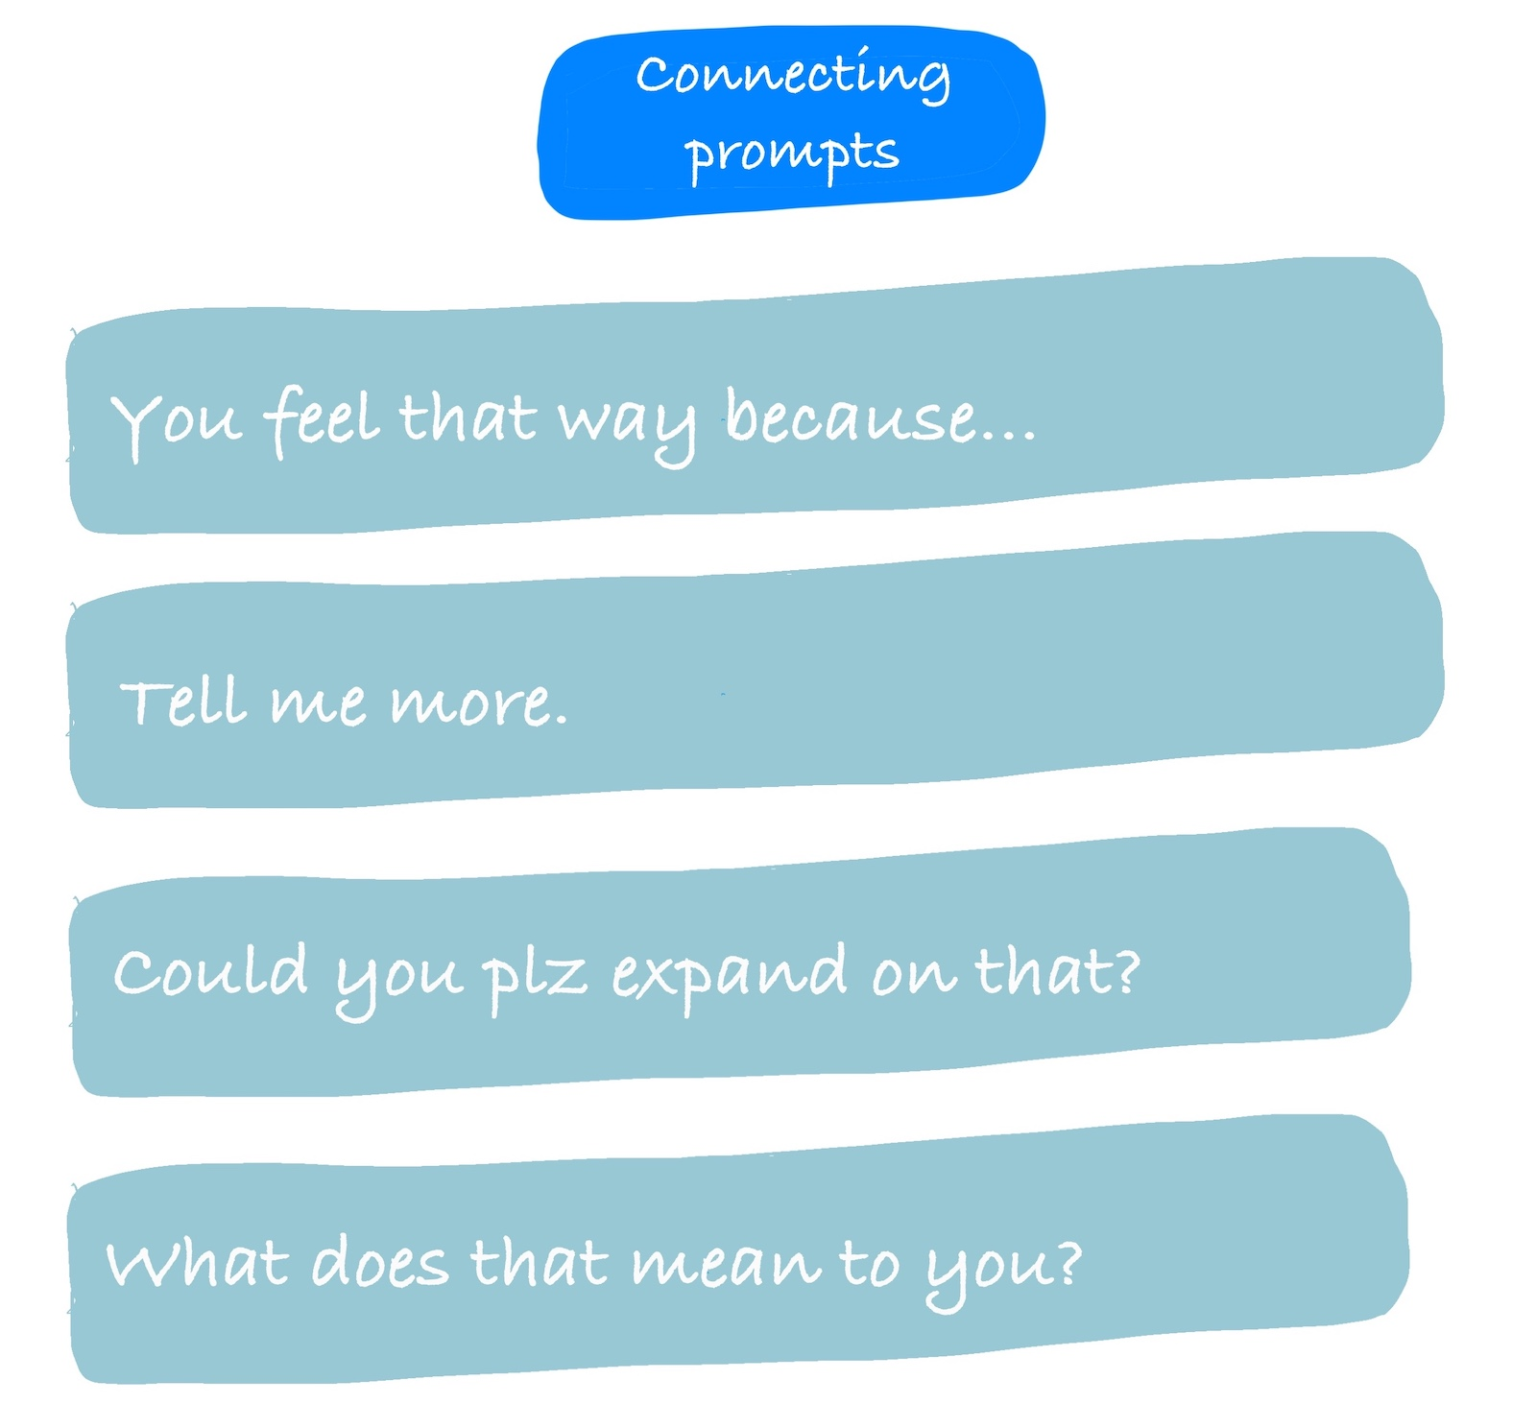 Connecting
prompts
You feel that way because...
Tell me more.
Could you plz expand on that?
What does that mean to you?